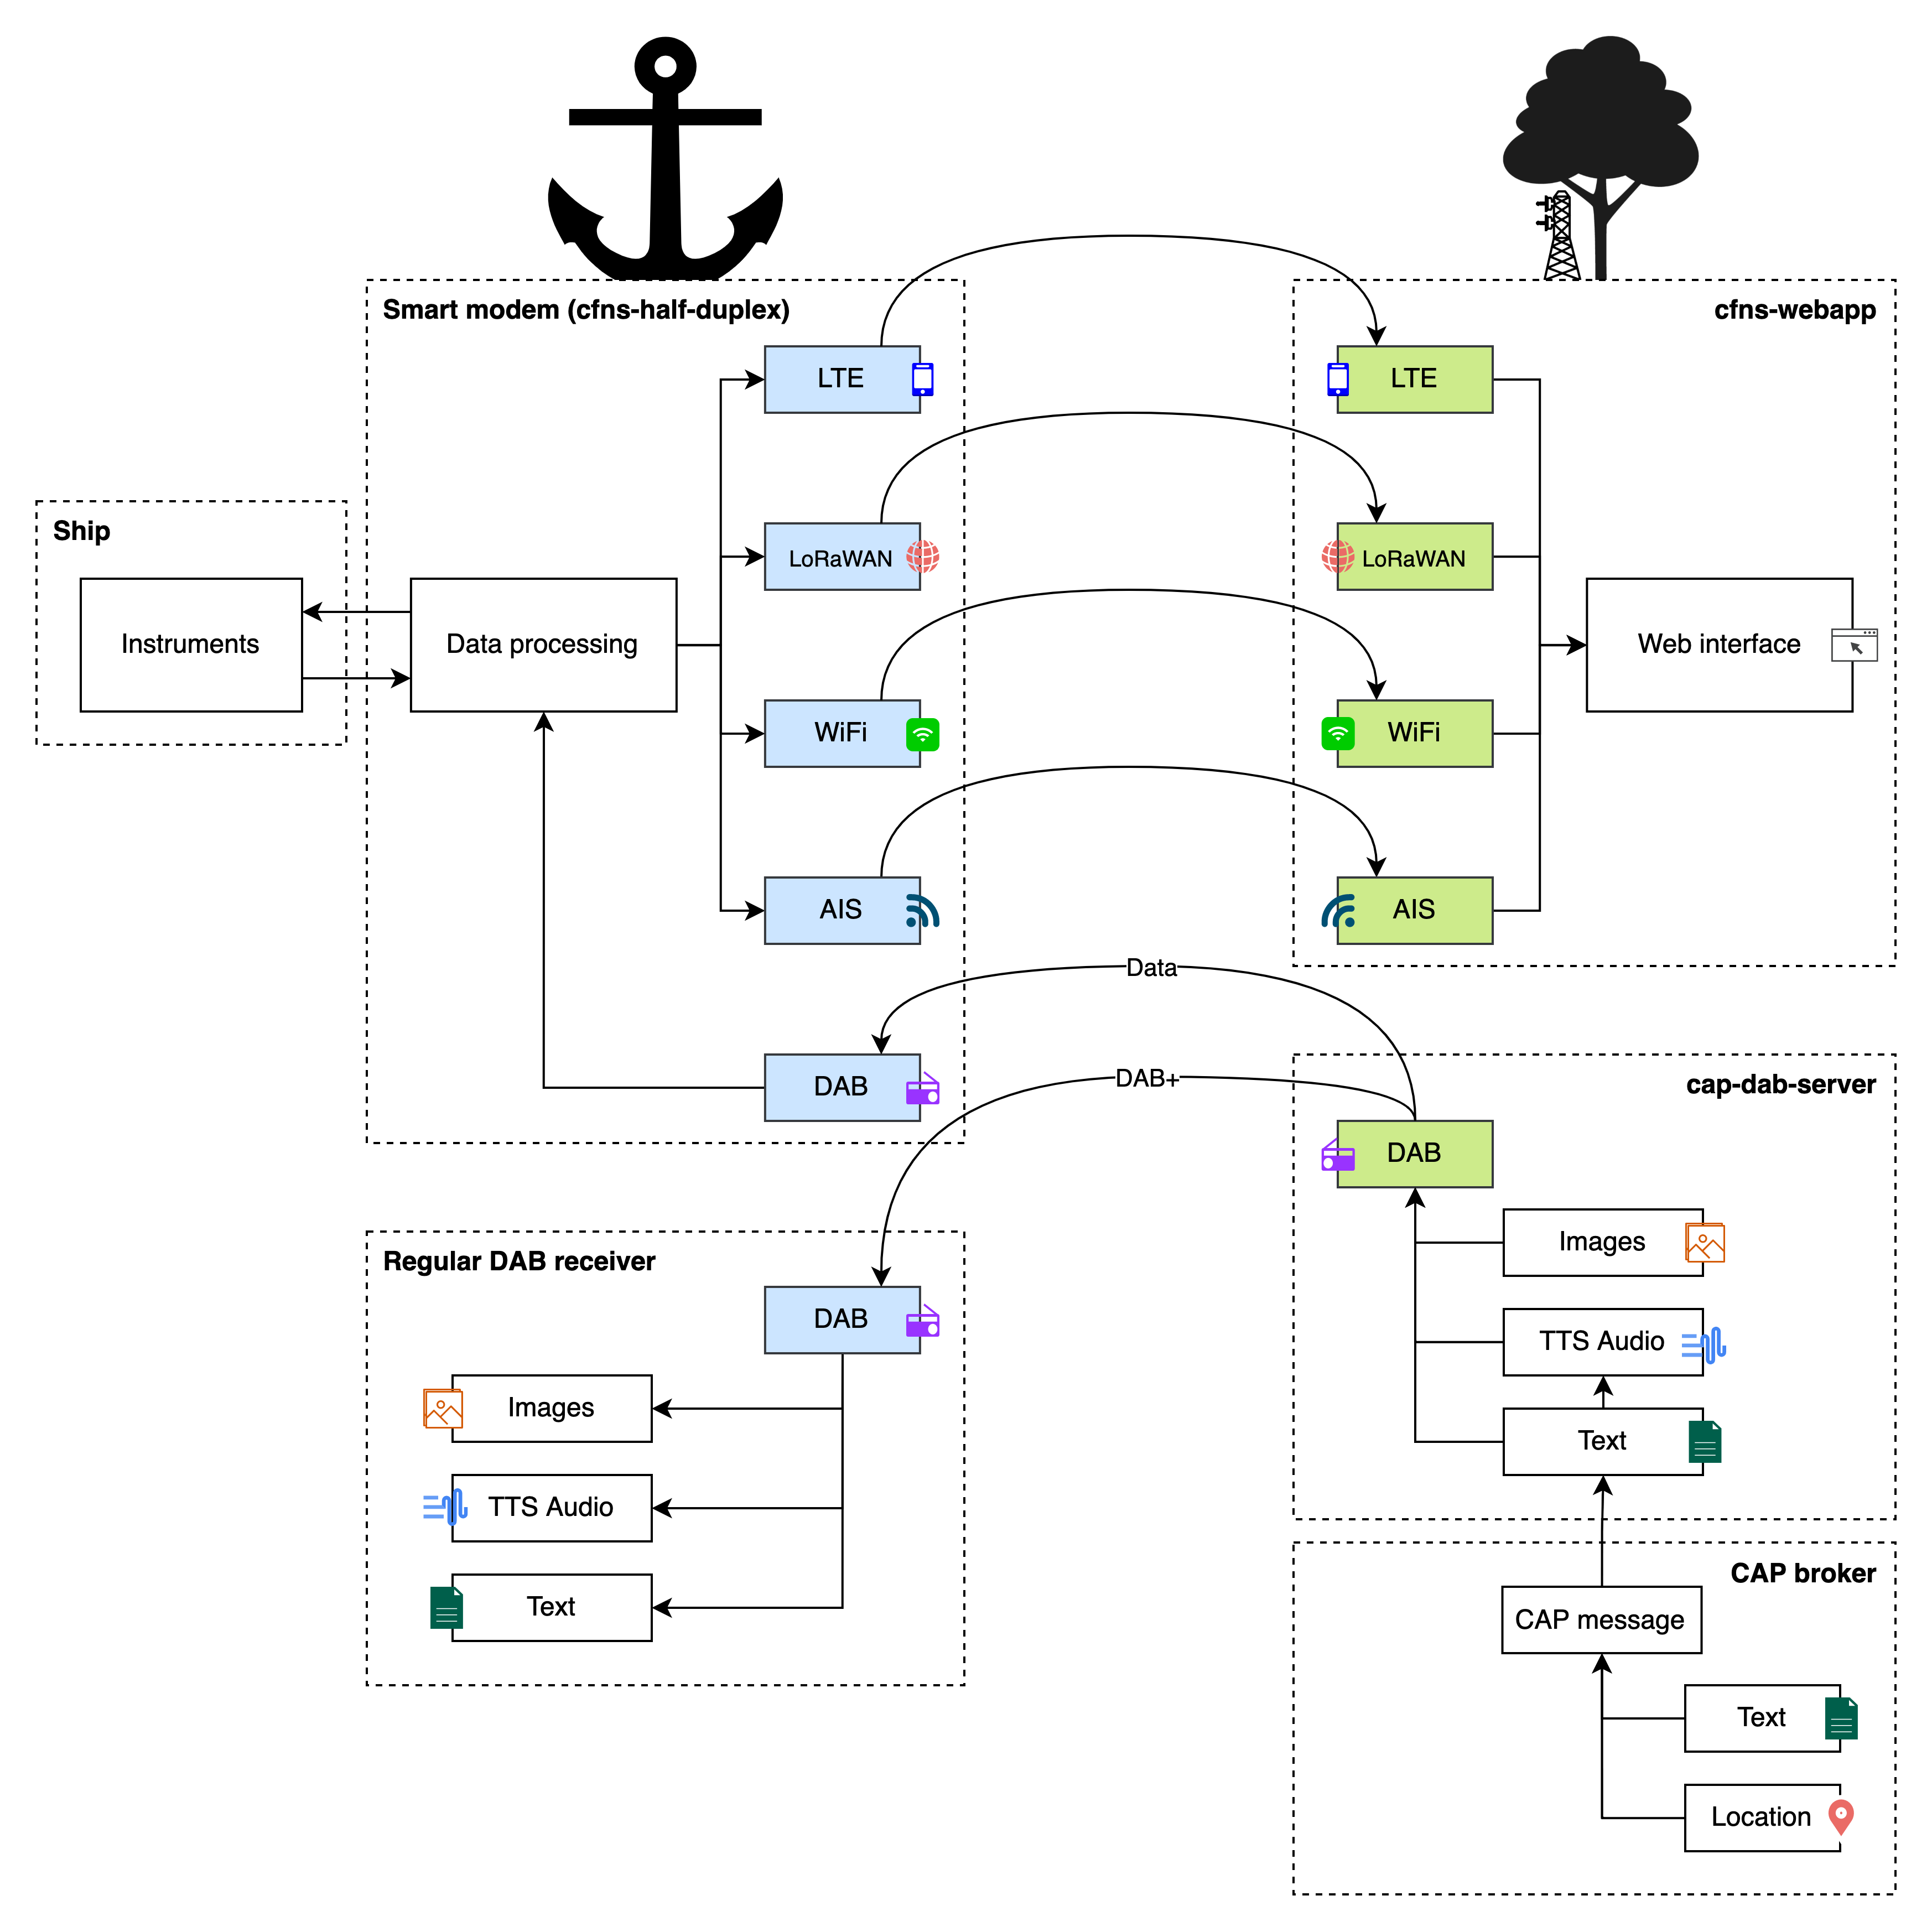 Smart modem (cfns-half-duplex)
cfns-webapp
LTE
LTE
Ship
LoRaWAN
LoRaWAN
Instruments
Data processing
Web interface
WiFi
WiFi
AIS
AIS
Data
DAB
DAB+
cap-dab-server
DAB
Images
TTS Audio
Text
Regular DAB receiver
DAB
Images
TTS Audio
Text
CAP broker
CAP message
Text
Location